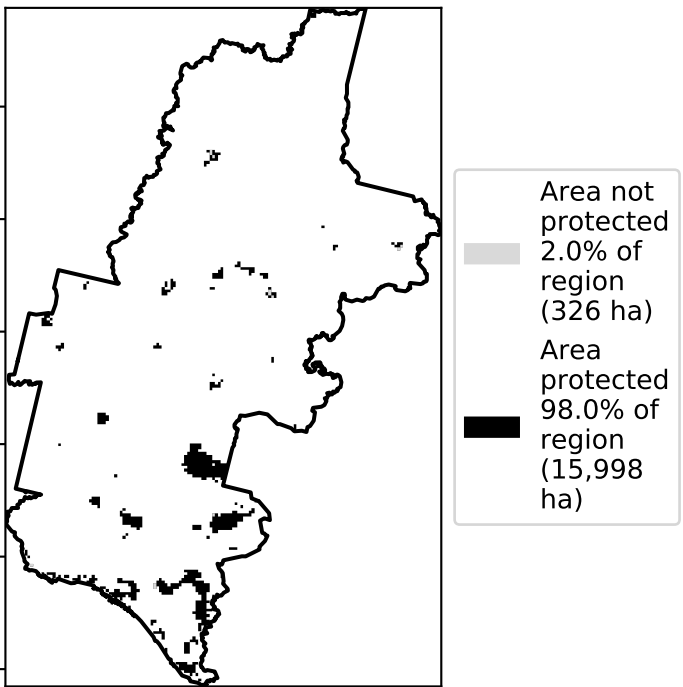 Area not
protected
2.0% of
region
(326 ha)
Area
protected
98.0% of
region
(15,998
ha)